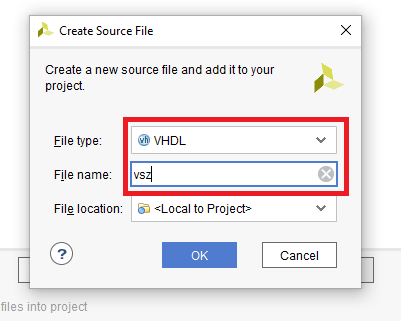 Create Source File
Create a new source file and add it to your
project.
File type: vh VHDL
File name: vsz
File location: <Local to Project>
? OK Cancel
files into project